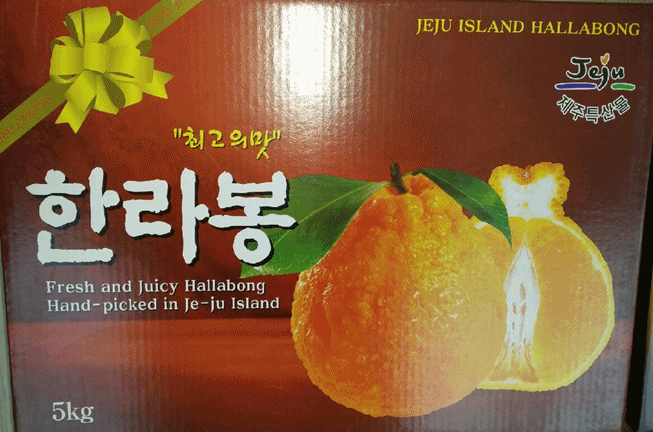 JEJU ISLAND HALLABONG
Jeju
제주특산물
"최고의맛"
한라봉
Fresh and Juicy Hallabong
Hand-picked in Je-ju Island
5kg